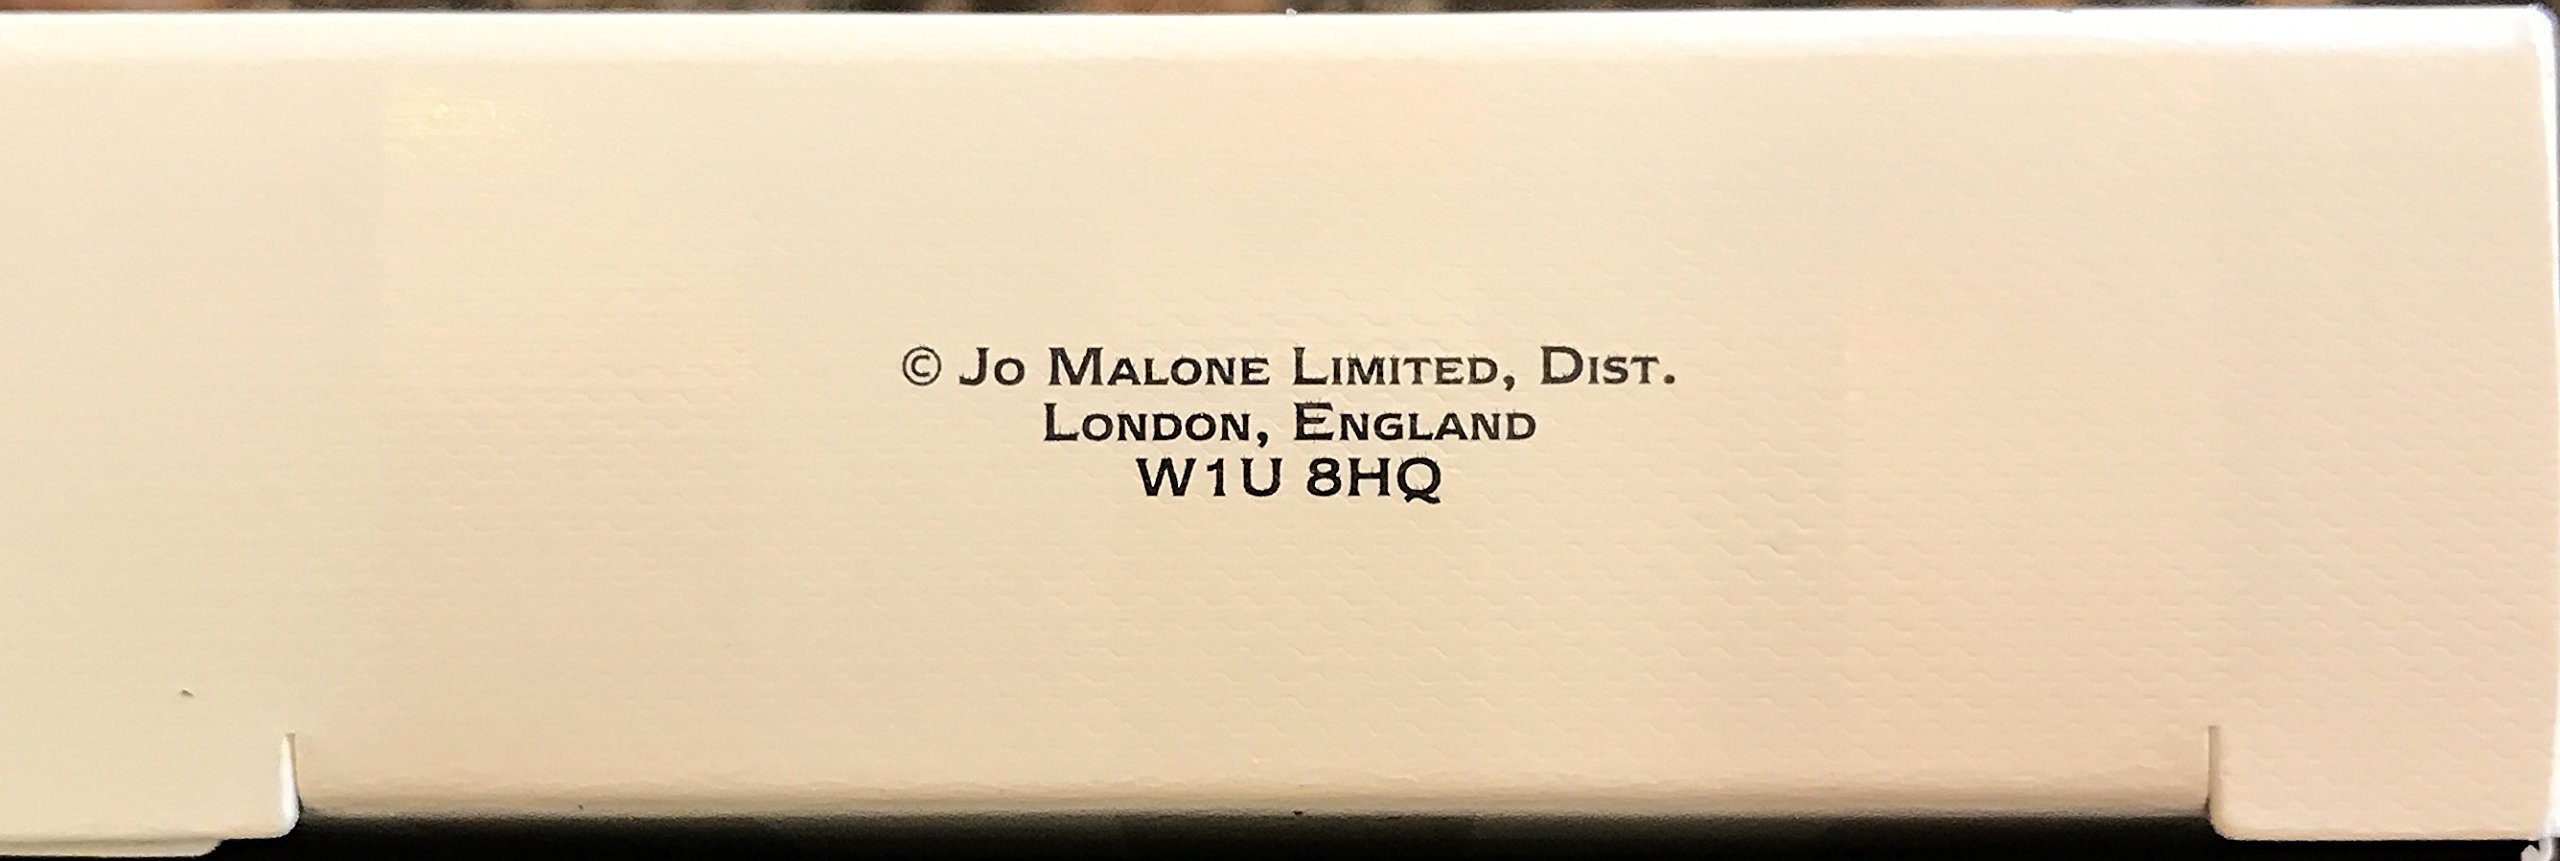 © Jo Malone Limited, Dist.
London, England
W1U 8HQ